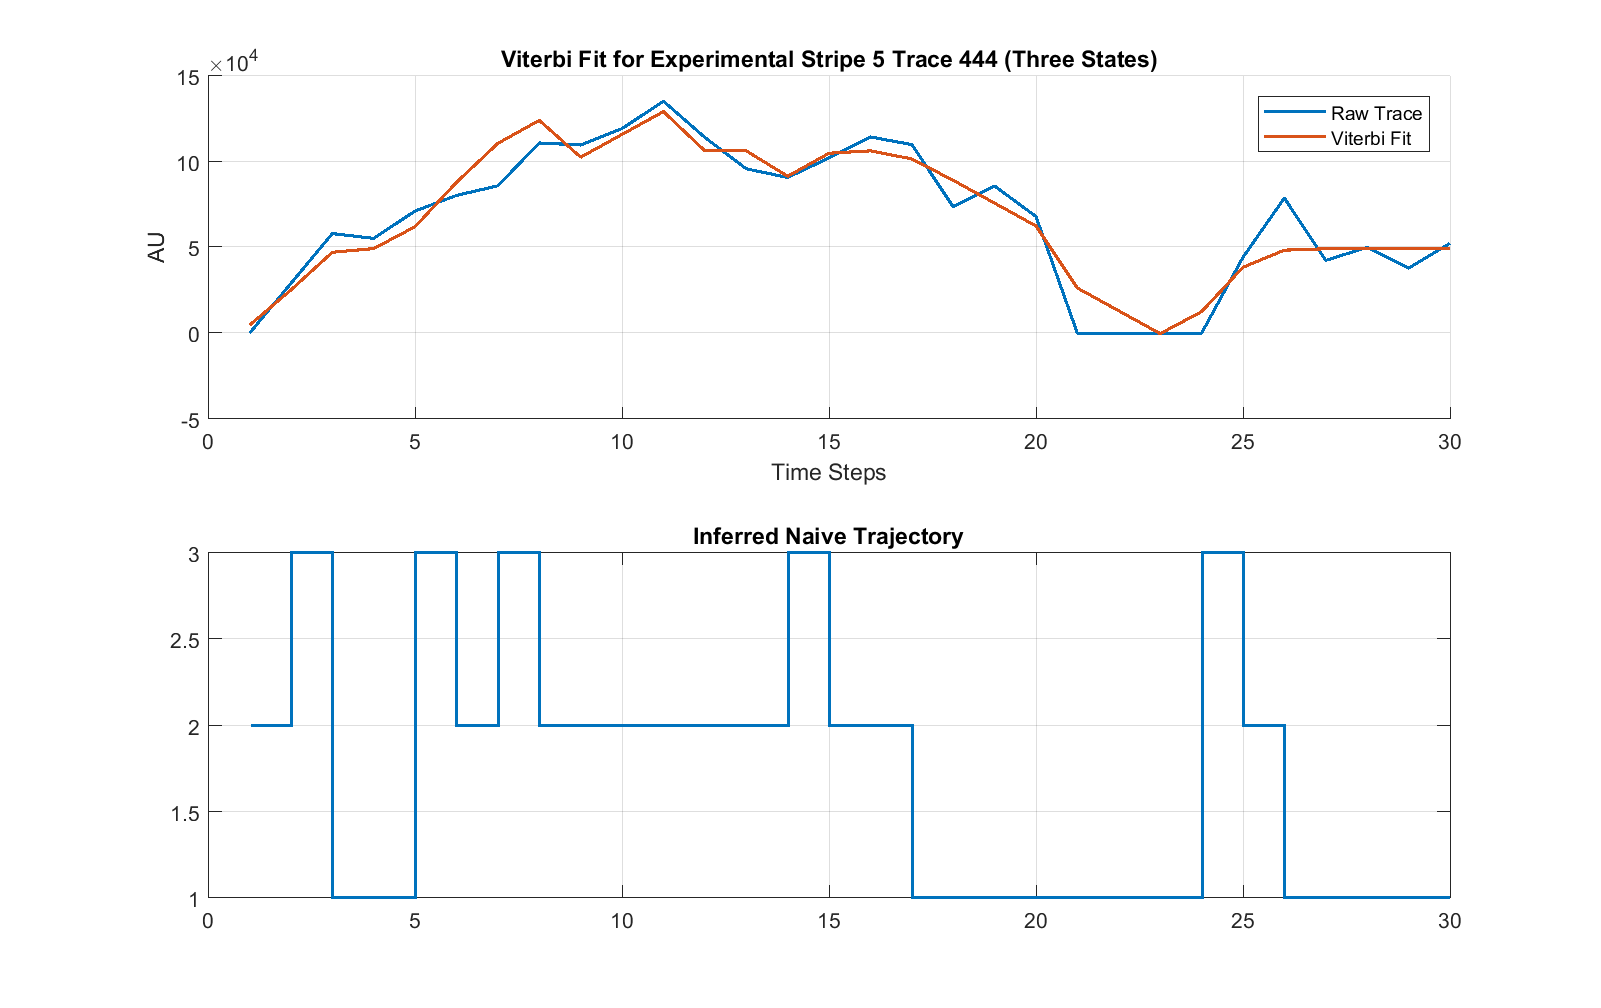 Viterbi Fit for Experimental Stripe 5 Trace 444 (Three States)
×10^4
15
10
5
0
-5
AU
Raw Trace
Viterbi Fit
0 5 10 15 20 25 30
Time Steps
Inferred Naive Trajectory
3
2.5
2
1.5
1
0 5 10 15 20 25 30